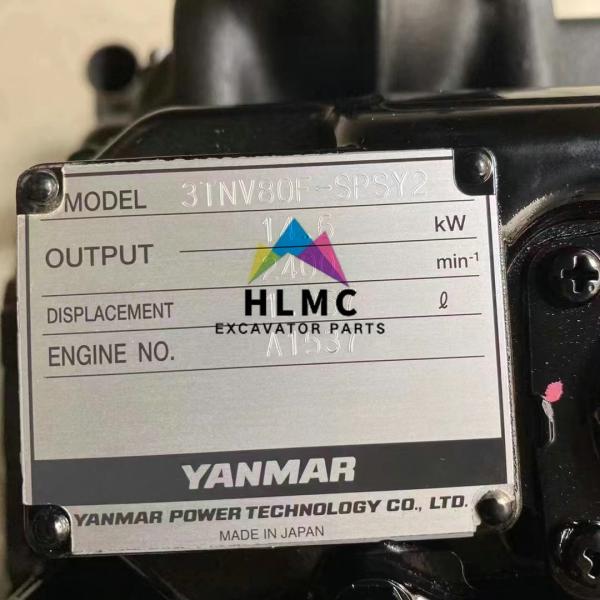 MODEL 3TNV80F-SPSY2
OUTPUT kW
min-1
DISPLACEMENT ℓ
HLMC
EXCAVATOR PARTS
ENGINE NO. A1537
YANMAR
YANMAR POWER TECHNOLOGY CO., LTD.
MADE IN JAPAN